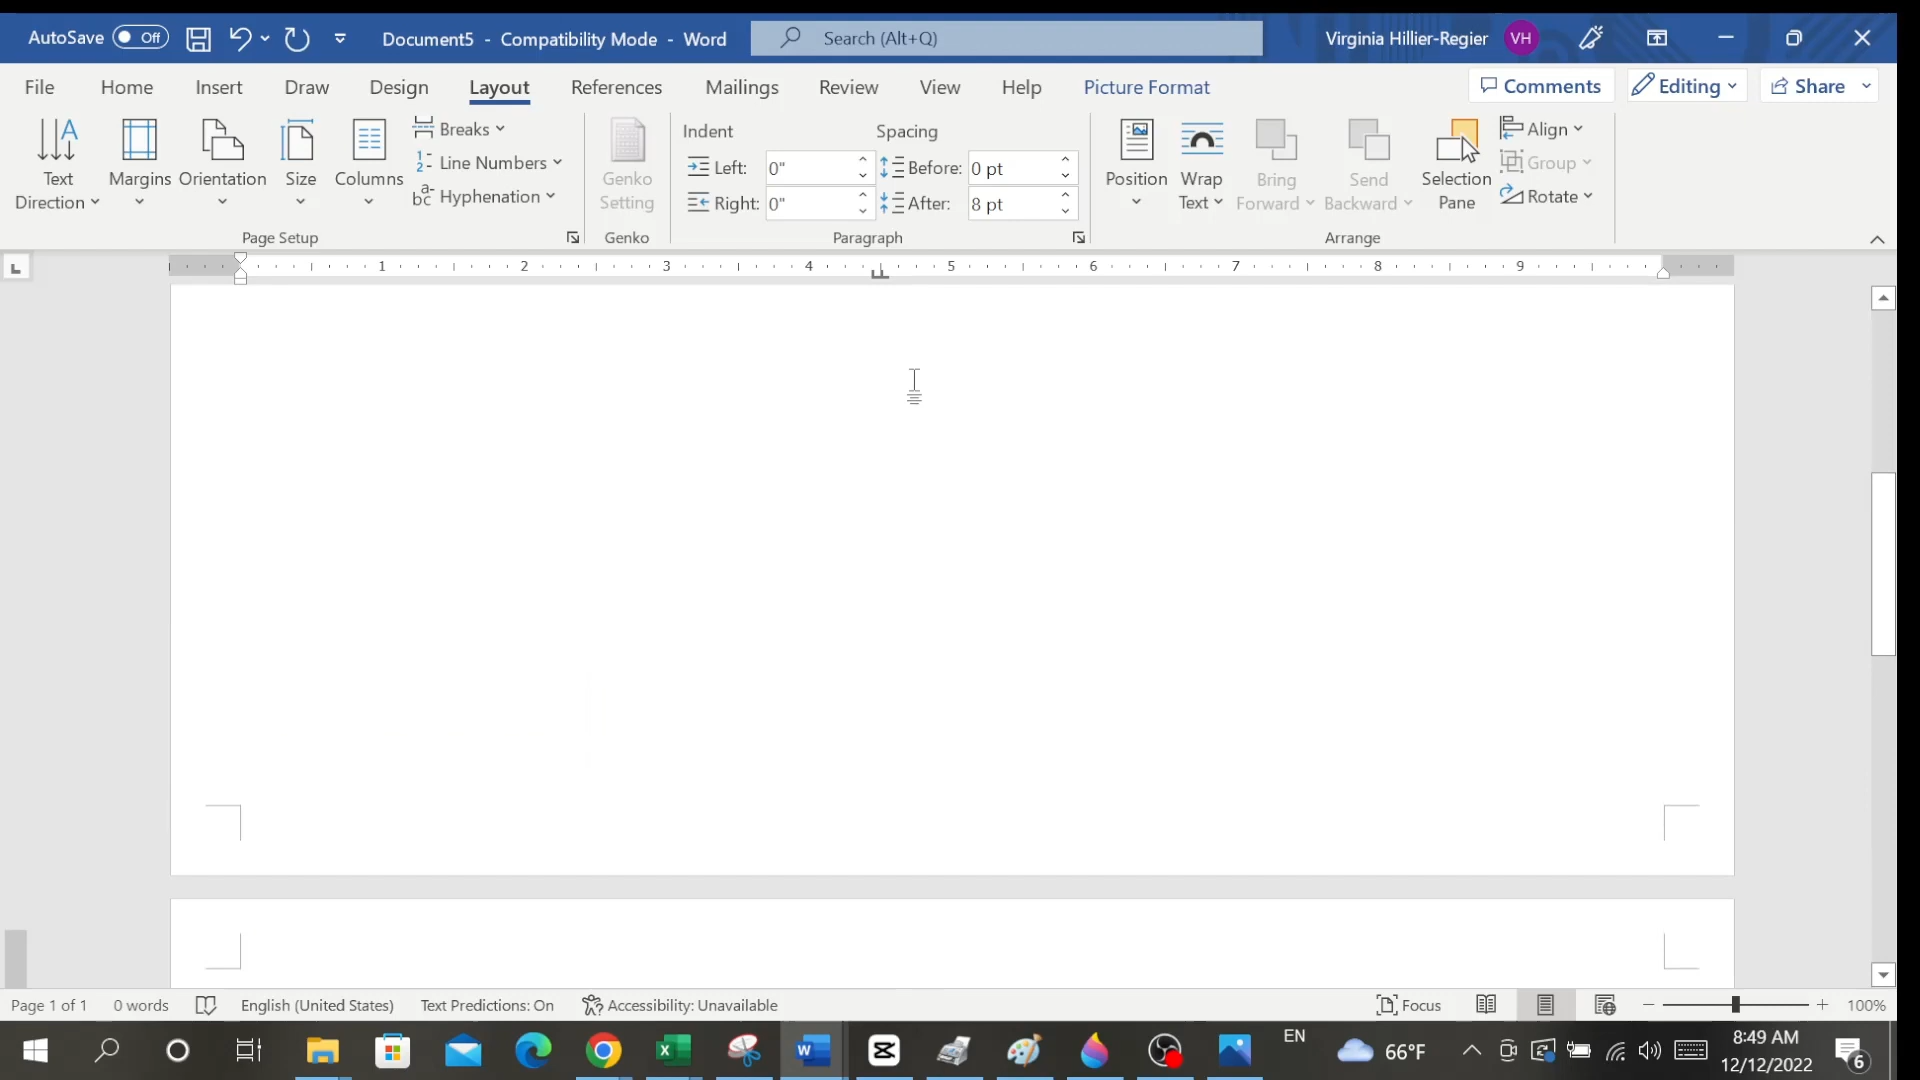 AutoSave Off Document5 - Compatibility Mode - Word Search (Alt+Q) Virginia Hillier-Regier VH
File Home Insert Draw Design Layout References Mailings Review View Help Picture Format Comments Editing Share
Text Direction Margins Orientation Size Columns Breaks Line Numbers Hyphenation
Genko Setting
Indent Spacing
Left: 0" Before: 0 pt
Right: 0" After: 8 pt
Position Wrap Text Bring Forward Send Backward Selection Pane Align Group Rotate
Page Setup Genko Paragraph Arrange
L 1 2 3 4 5 6 7 8 9
Page 1 of 1 0 words English (United States) Text Predictions: On Accessibility: Unavailable Focus 100%
EN 66°F 8:49 AM
12/12/2022 6